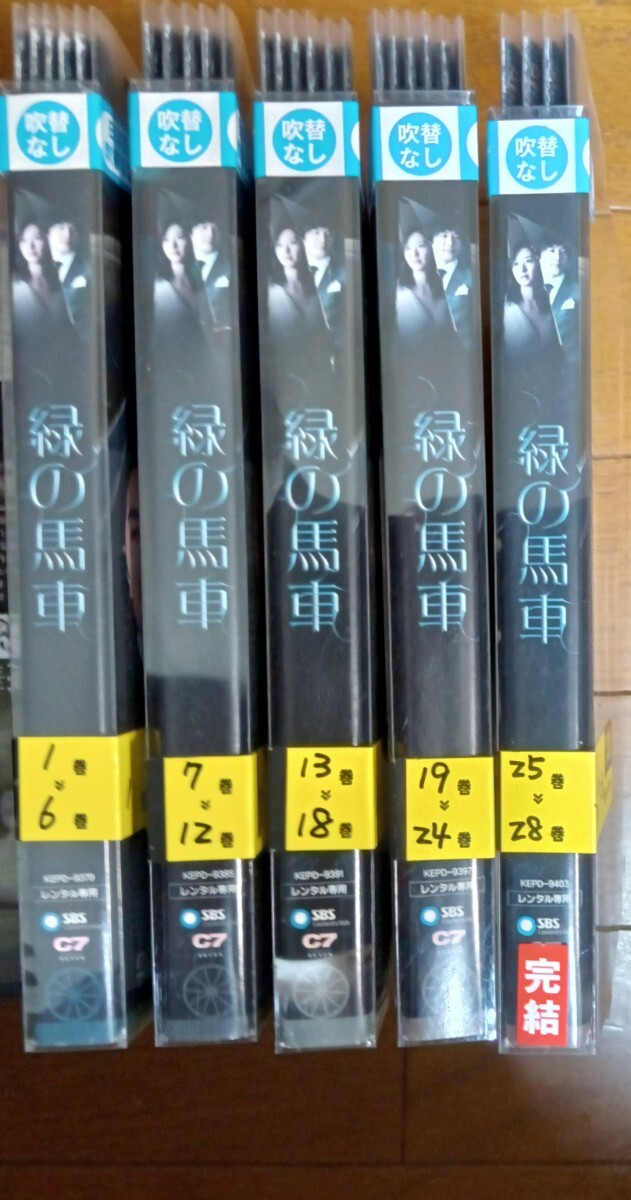 吹替
なし
緑の馬車
1巻
6巻
KEPD-9379
レンタル専用
SBS
吹替
なし
緑の馬車
7巻
12巻
KEPD-9385
レンタル専用
SBS
C7
吹替
なし
緑の馬車
13巻
18巻
KEPD-9391
レンタル専用
SBS
C7
吹替
なし
緑の馬車
19巻
24巻
KEPD-9397
レンタル専用
SBS
C7
吹替
なし
緑の馬車
25巻
28巻
KEPD-9403
レンタル専用
SBS
完結